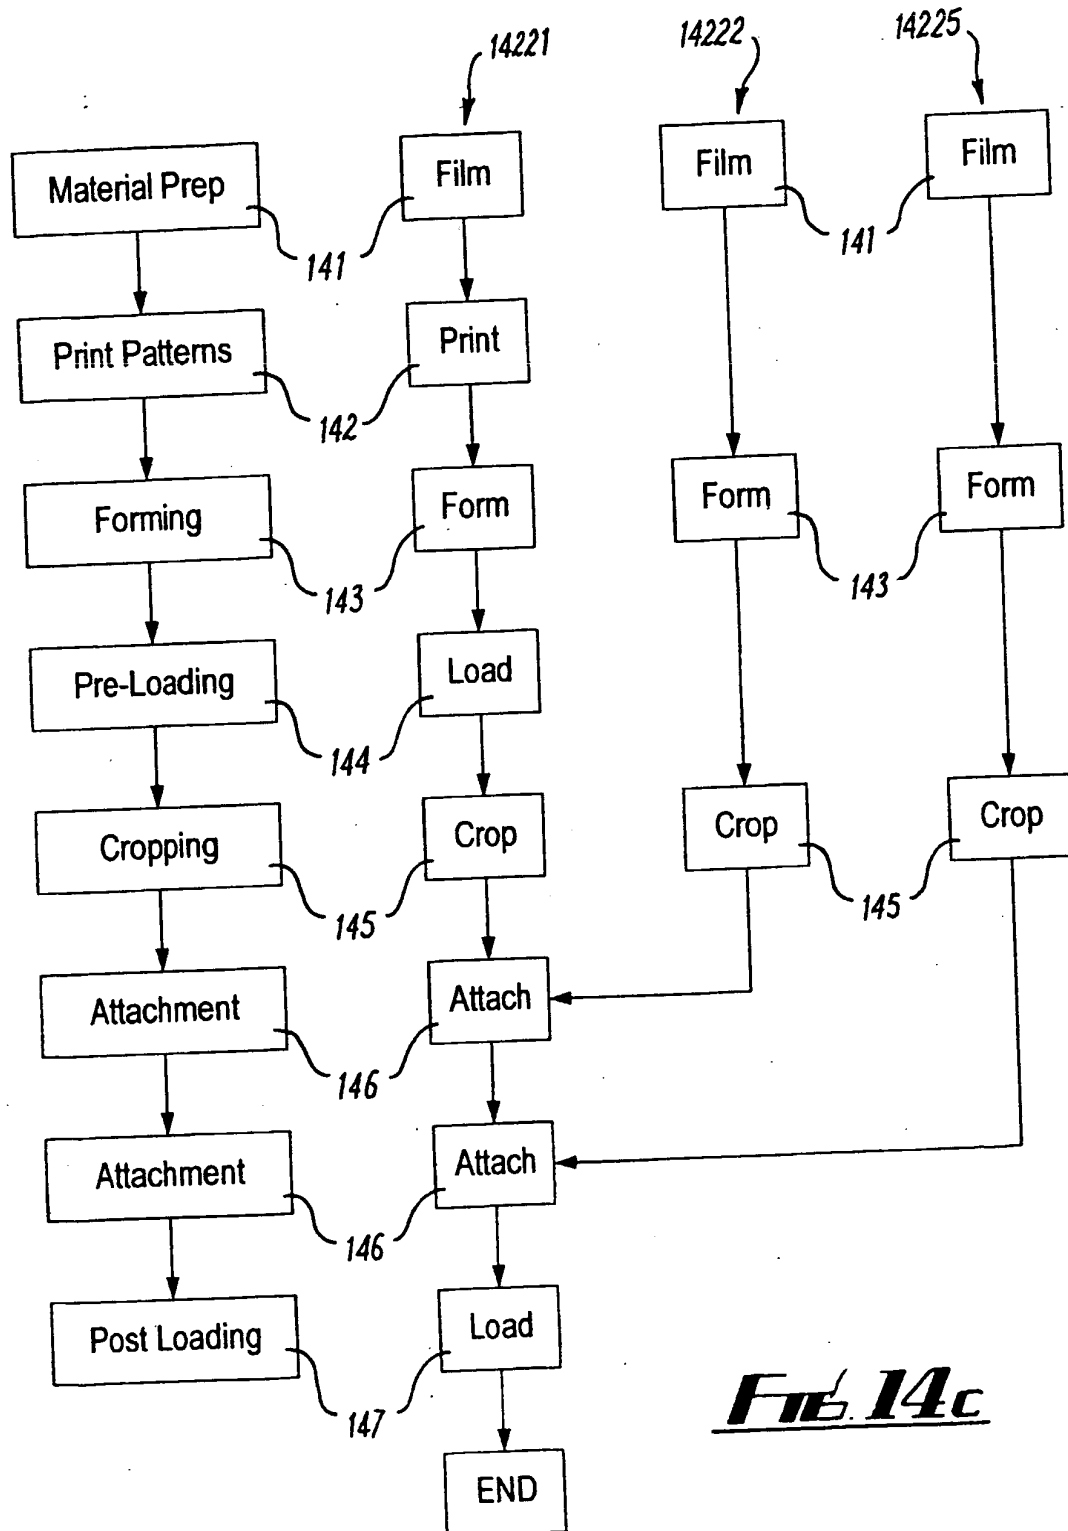 14221
14222
14225
Material Prep
Film
Film
Film
141
141
Print Patterns
Print
142
Forming
Form
Form
Form
143
143
Pre-Loading
Load
144
Cropping
Crop
Crop
Crop
145
145
Attachment
Attach
146
Attachment
Attach
146
Post Loading
Load
147
END
FIG. 14c